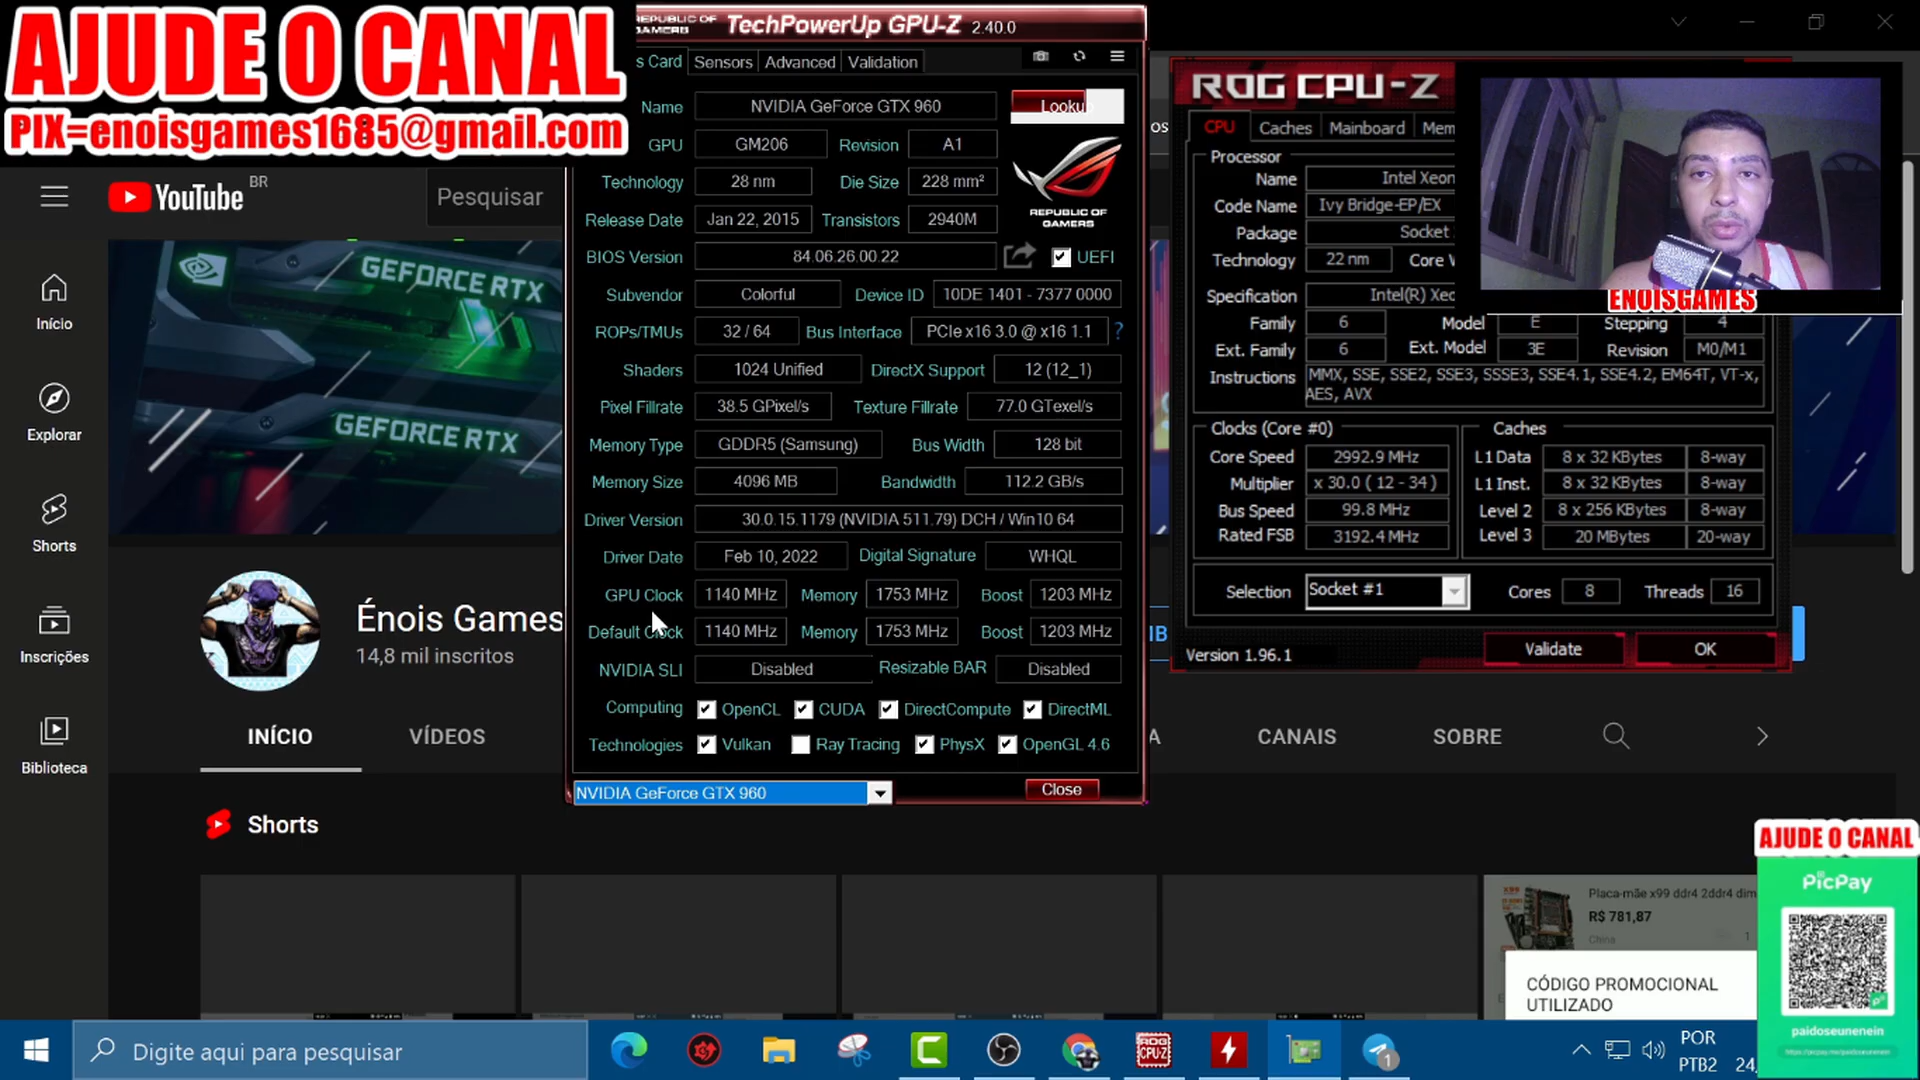 AJUDE O CANAL
PIX=enoisgames1685@gmail.com
REPUBLIC OF GAMERS
TechPowerUp GPU-Z 2.40.0
s Card Sensors Advanced Validation
Name NVIDIA GeForce GTX 960 Looku
GPU GM206 Revision A1
Technology 28 nm Die Size 228 mm²
REPUBLIC OF GAMERS
Release Date Jan 22, 2015 Transistors 2940M
BIOS Version 84.06.26.00.22 UEFI
Subvendor Colorful Device ID 10DE 1401 - 7377 0000
ROPs/TMUs 32 / 64 Bus Interface PCIe x16 3.0 @ x16 1.1 ?
Shaders 1024 Unified DirectX Support 12 (12_1)
Pixel Fillrate 38.5 GPixel/s Texture Fillrate 77.0 GTexel/s
Memory Type GDDR5 (Samsung) Bus Width 128 bit
Memory Size 4096 MB Bandwidth 112.2 GB/s
Driver Version 30.0.15.1179 (NVIDIA 511.79) DCH / Win10 64
Driver Date Feb 10, 2022 Digital Signature WHQL
GPU Clock 1140 MHz Memory 1753 MHz Boost 1203 MHz
Default Clock 1140 MHz Memory 1753 MHz Boost 1203 MHz
NVIDIA SLI Disabled Resizable BAR Disabled
Computing OpenCL CUDA DirectCompute DirectML
Technologies Vulkan Ray Tracing PhysX OpenGL 4.6
NVIDIA GeForce GTX 960 Close
ROG CPU-Z
CPU Caches Mainboard Mem
Processor
Name Intel Xeon
Code Name Ivy Bridge-EP/EX
Package Socket
Technology 22 nm Core V
Specification Intel(R) Xeo
Family 6 Model E Stepping 4
Ext. Family 6 Ext. Model 3E Revision M0/M1
Instructions MMX, SSE, SSE2, SSE3, SSSE3, SSE4.1, SSE4.2, EM64T, VT-x,
AES, AVX
Clocks (Core #0) Caches
Core Speed 2992.9 MHz L1 Data 8 x 32 KBytes 8-way
Multiplier x 30.0 ( 12 - 34 ) L1 Inst. 8 x 32 KBytes 8-way
Bus Speed 99.8 MHz Level 2 8 x 256 KBytes 8-way
Rated FSB 3192.4 MHz Level 3 20 MBytes 20-way
Selection Socket #1 Cores 8 Threads 16
Version 1.96.1 Validate OK
ENOISGAMES
os
YouTube BR
Pesquisar
GEFORCE RTX
GEFORCE RTX
Início
Explorar
Shorts
Inscrições
Biblioteca
Énois Games
14,8 mil inscritos
MB
INÍCIO VÍDEOS A CANAIS SOBRE
Shorts
Placa-mãe x99 ddr4 2ddr4 dim
R$ 781,87
China 1
CÓDIGO PROMOCIONAL
UTILIZADO
AJUDE O CANAL
PicPay
paidoseunenein
Digite aqui para pesquisar
ROG CPU-Z
1
POR
PTB2
24,